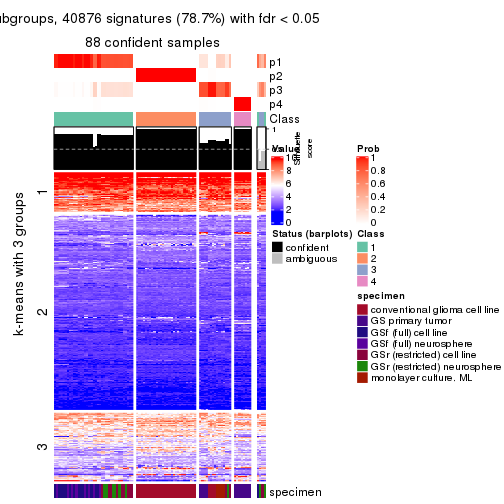 ubgroups, 40876 signatures (78.7%) with fdr < 0.05
88 confident samples
p1
p2
p3
p4
Class
1
Silhouette
score
Value
10
8
6
4
2
0
Prob
1
0.8
0.6
0.4
0.2
0
Status (barplots)
confident
ambiguous
Class
1
2
3
4
specimen
conventional glioma cell line
GS primary tumor
GSf (full) cell line
GSf (full) neurosphere
GSr (restricted) cell line
GSr (restricted) neurosphere
monolayer culture. ML
k-means with 3 groups
1
2
3
specimen